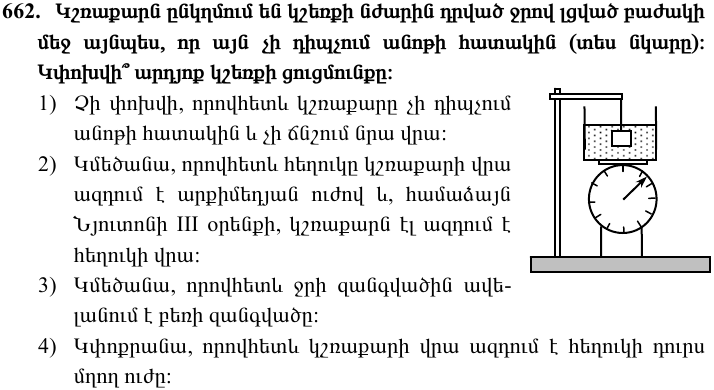 662. Կշռաքարն ընկղմում են կշեռքի նժարին դրված ջրով լցված բաժակի
մեջ այնպես, որ այն չի դիպչում անոթի հատակին (տես նկարը):
Կփոխվի՞ արդյոք կշեռքի ցուցմունքը:
1) Չի փոխվի, որովհետև կշռաքարը չի դիպչում
անոթի հատակին և չի ճնշում նրա վրա:
2) Կմեծանա, որովհետև հեղուկը կշռաքարի վրա
ազդում է արքիմեդյան ուժով և, համաձայն
Նյուտոնի III օրենքի, կշռաքարն էլ ազդում է
հեղուկի վրա:
3) Կմեծանա, որովհետև ջրի զանգվածին ավե-
լանում է բեռի զանգվածը:
4) Կփոքրանա, որովհետև կշռաքարի վրա ազդում է հեղուկի դուրս
մղող ուժը: